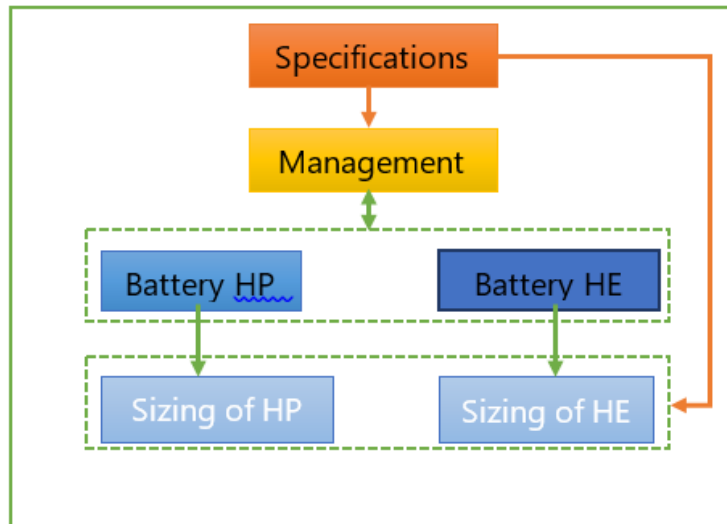 Specifications
Management
Battery HP
Battery HE
Sizing of HP
Sizing of HE